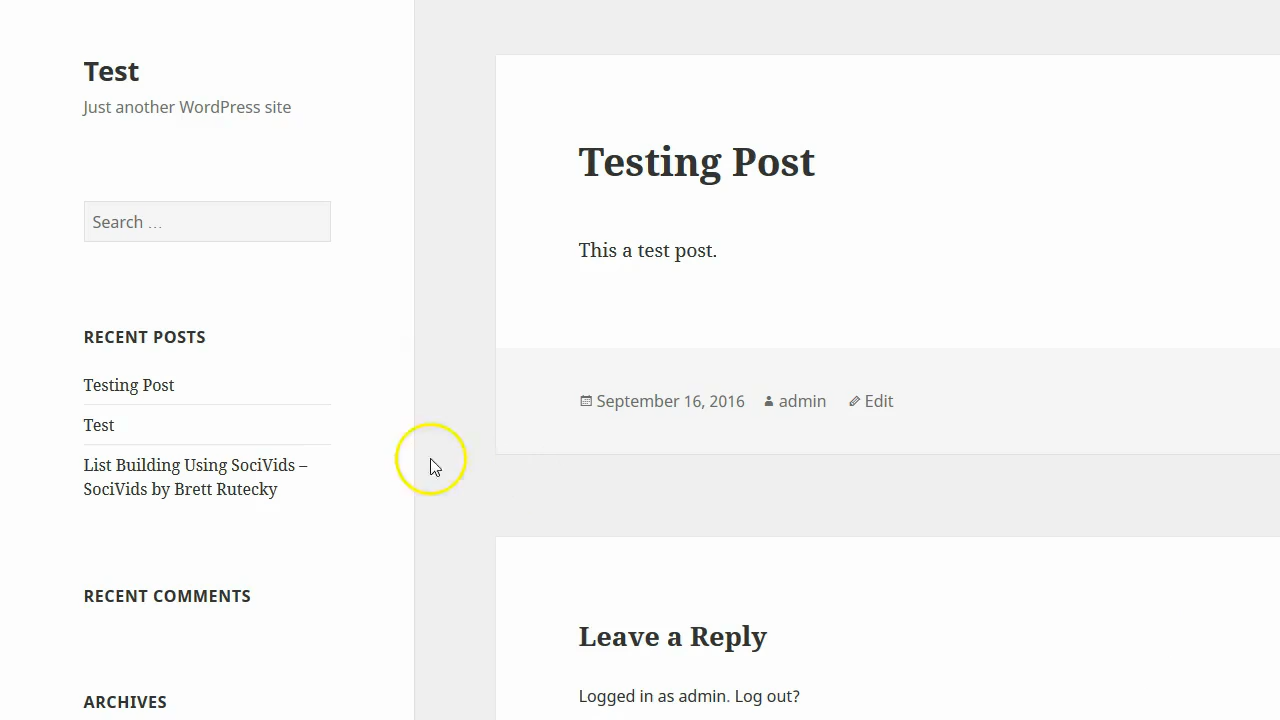 Test
Just another WordPress site
Search …
RECENT POSTS
Testing Post
Test
List Building Using SociVids –
SociVids by Brett Rutecky
RECENT COMMENTS
ARCHIVES
Testing Post
This a test post.
September 16, 2016 admin Edit
Leave a Reply
Logged in as admin. Log out?